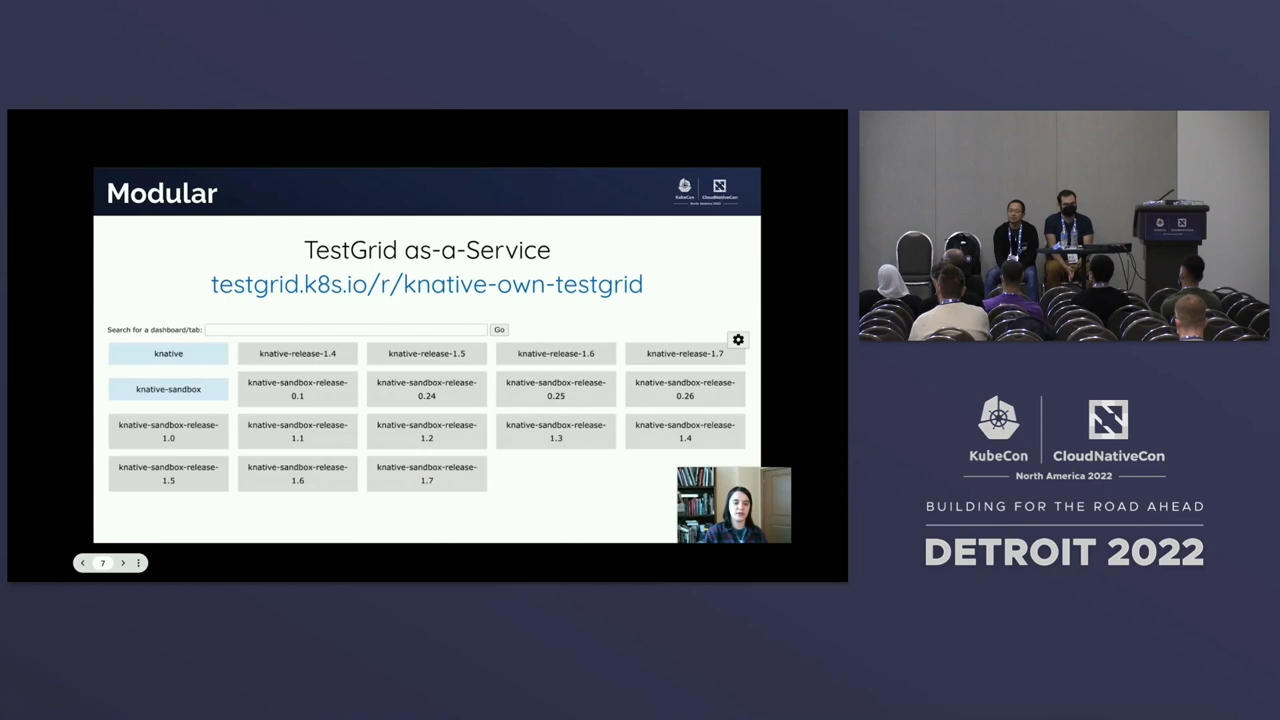 Modular
KubeCon
CloudNativeCon
North America 2022
TestGrid as-a-Service
testgrid.k8s.io/r/knative-own-testgrid
Search for a dashboard/tab:
Go
knative
knative-release-1.4
knative-release-1.5
knative-release-1.6
knative-release-1.7
knative-sandbox
knative-sandbox-release-
0.1
knative-sandbox-release-
0.24
knative-sandbox-release-
0.25
knative-sandbox-release-
0.26
knative-sandbox-release-
1.0
knative-sandbox-release-
1.1
knative-sandbox-release-
1.2
knative-sandbox-release-
1.3
knative-sandbox-release-
1.4
knative-sandbox-release-
1.5
knative-sandbox-release-
1.6
knative-sandbox-release-
1.7
7
KubeCon
CloudNativeCon
North America 2022
BUILDING FOR THE ROAD AHEAD
DETROIT 2022